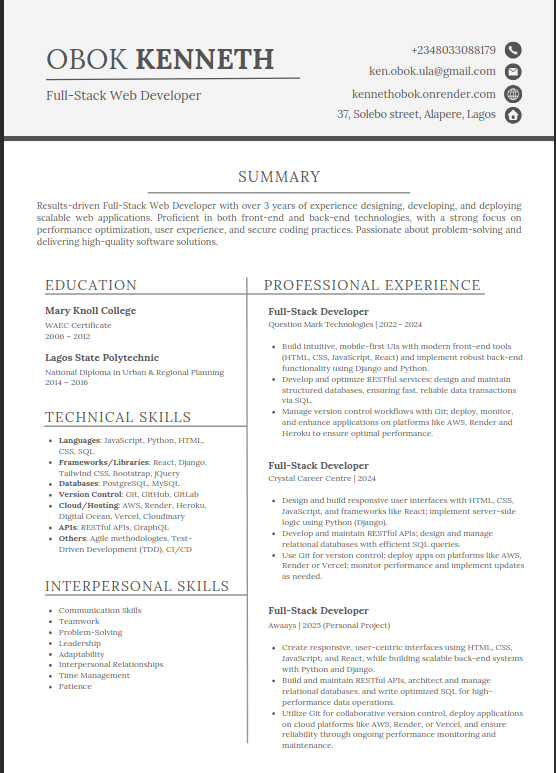 OBOK KENNETH
Full-Stack Web Developer
+2348033088179
ken.obok.ula@gmail.com
kennethobok.onrender.com
37, Solebo street, Alapere, Lagos
SUMMARY
Results-driven Full-Stack Web Developer with over 3 years of experience designing, developing, and deploying
scalable web applications. Proficient in both front-end and back-end technologies, with a strong focus on
performance optimization, user experience, and secure coding practices. Passionate about problem-solving and
delivering high-quality software solutions.
EDUCATION
Mary Knoll College
WAEC Certificate
2006 – 2012
Lagos State Polytechnic
National Diploma in Urban & Regional Planning
2014 – 2016
TECHNICAL SKILLS
• Languages: JavaScript, Python, HTML,
CSS, SQL
• Frameworks/Libraries: React, Django,
Tailwind CSS, Bootstrap, jQuery
• Databases: PostgreSQL, MySQL
• Version Control: Git, GitHub, GitLab
• Cloud/Hosting: AWS, Render, Heroku,
Digital Ocean, Vercel, Cloudinary
• APIs: RESTful APIs, GraphQL
• Others: Agile methodologies, Test-
Driven Development (TDD), CI/CD
INTERPERSONAL SKILLS
• Communication Skills
• Teamwork
• Problem-Solving
• Leadership
• Adaptability
• Interpersonal Relationships
• Time Management
• Patience
PROFESSIONAL EXPERIENCE
Full-Stack Developer
Question Mark Technologies | 2022 - 2024
• Build intuitive, mobile-first UIs with modern front-end tools
(HTML, CSS, JavaScript, React) and implement robust back-end
functionality using Django and Python.
• Develop and optimize RESTful services; design and maintain
structured databases, ensuring fast, reliable data transactions
via SQL.
• Manage version control workflows with Git; deploy, monitor,
and enhance applications on platforms like AWS, Render and
Heroku to ensure optimal performance.
Full-Stack Developer
Crystal Career Centre | 2024
• Design and build responsive user interfaces with HTML, CSS,
JavaScript, and frameworks like React; implement server-side
logic using Python (Django).
• Develop and maintain RESTful APIs; design and manage
relational databases with efficient SQL queries.
• Use Git for version control; deploy apps on platforms like AWS,
Render or Vercel; monitor performance and implement updates
as needed.
Full-Stack Developer
Awaays | 2025 (Personal Project)
• Create responsive, user-centric interfaces using HTML, CSS,
JavaScript, and React, while building scalable back-end systems
with Python and Django.
• Build and maintain RESTful APIs, architect and manage
relational databases, and write optimized SQL for high-
performance data operations.
• Utilize Git for collaborative version control, deploy applications
on cloud platforms like AWS, Render, or Vercel, and ensure
reliability through ongoing performance monitoring and
maintenance.